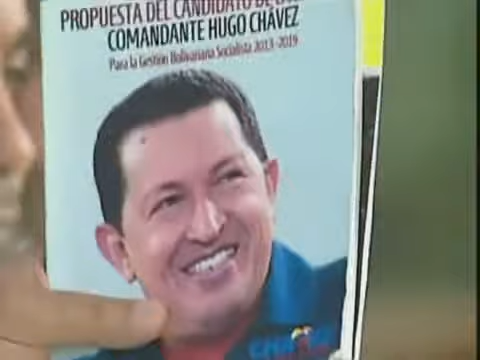 PROPUESTA DEL CANDIDATO DE
COMANDANTE HUGO CHÁVEZ
Para la Gestión Bolivariana Socialista 2013-2019